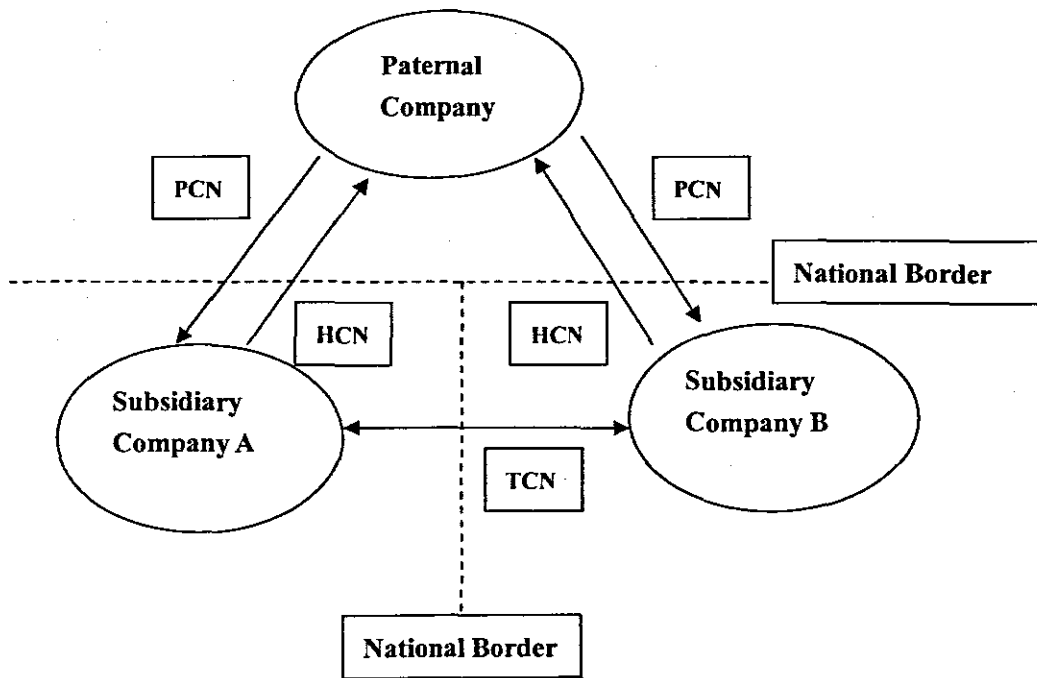 Paternal
Company
PCN
PCN
National Border
HCN
HCN
Subsidiary
Company A
Subsidiary
Company B
TCN
National Border